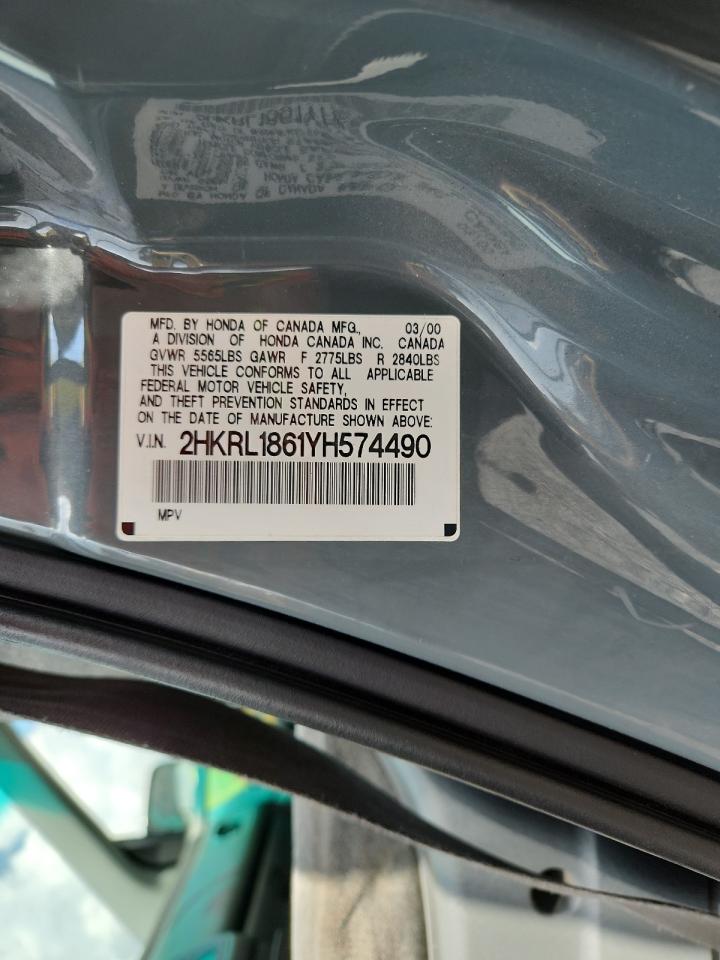 MFD. BY HONDA OF CANADA MFG., 03/00
A DIVISION OF HONDA CANADA INC. CANADA
GVWR 5565LBS GAWR F 2775LBS R 2840LBS
THIS VEHICLE CONFORMS TO ALL APPLICABLE
FEDERAL MOTOR VEHICLE SAFETY,
AND THEFT PREVENTION STANDARDS IN EFFECT
ON THE DATE OF MANUFACTURE SHOWN ABOVE:
V.I.N. 2HKRL1861YH574490
MPV